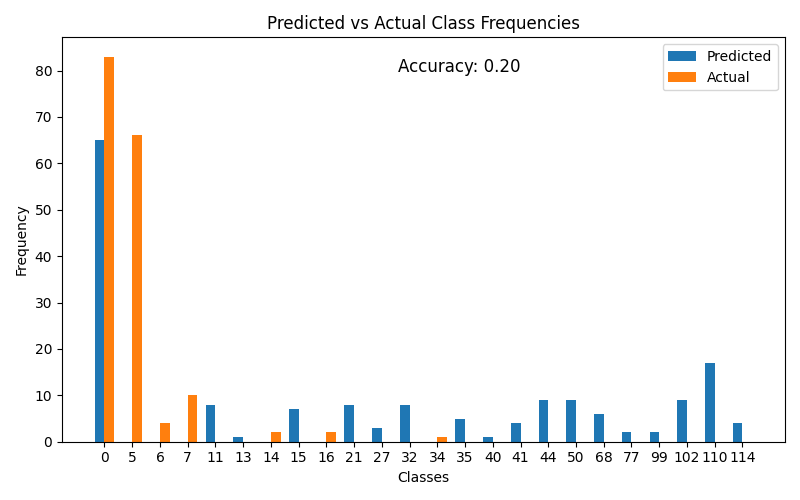 Predicted vs Actual Class Frequencies
Accuracy: 0.20
Predicted
Actual
Frequency
80
70
60
50
40
30
20
10
0
0 5 6 7 11 13 14 15 16 21 27 32 34 35 40 41 44 50 68 77 99 102 110 114
Classes